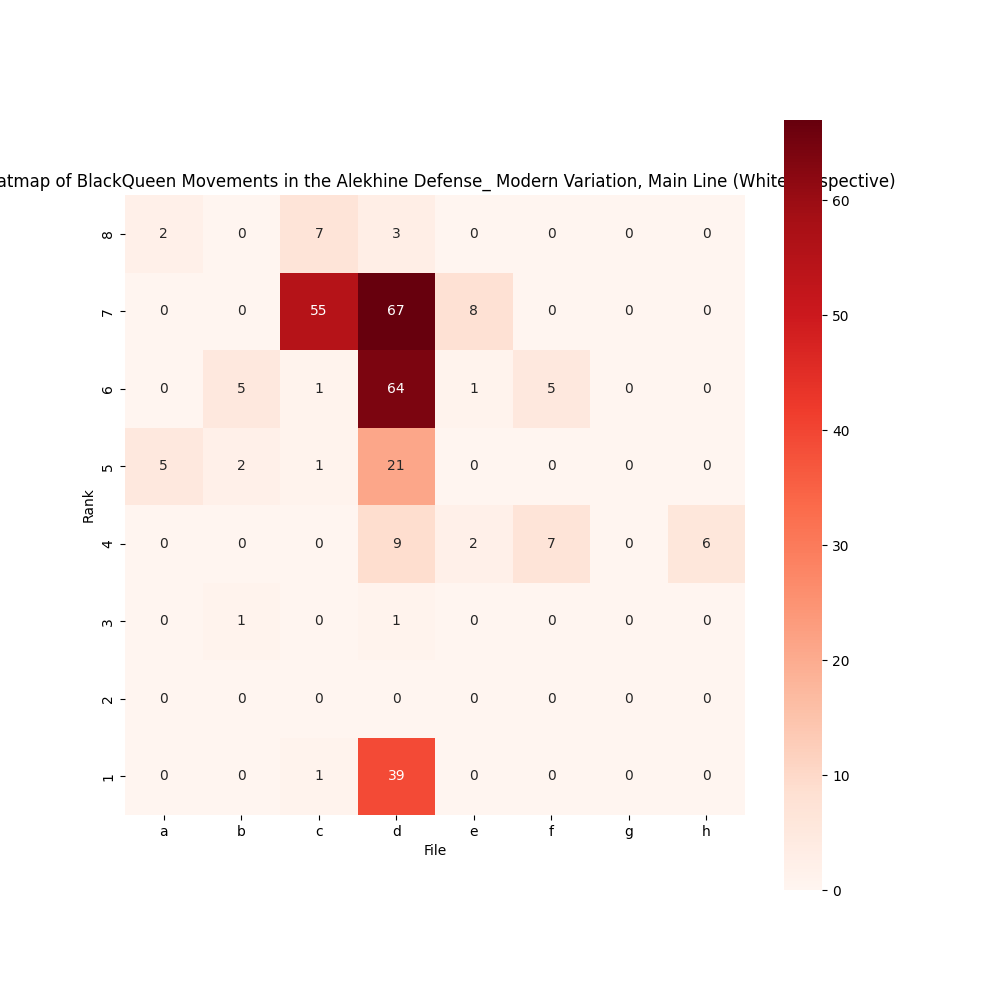 atmap of BlackQueen Movements in the Alekhine Defense_ Modern Variation, Main Line (White spective)
8 2 0 7 3 0 0 0 0
7 0 0 55 67 8 0 0 0
6 0 5 1 64 1 5 0 0
5 5 2 1 21 0 0 0 0
4 0 0 0 9 2 7 0 6
3 0 1 0 1 0 0 0 0
2 0 0 0 0 0 0 0 0
1 0 0 1 39 0 0 0 0
a b c d e f g h
File
Rank
60
50
40
30
20
10
0